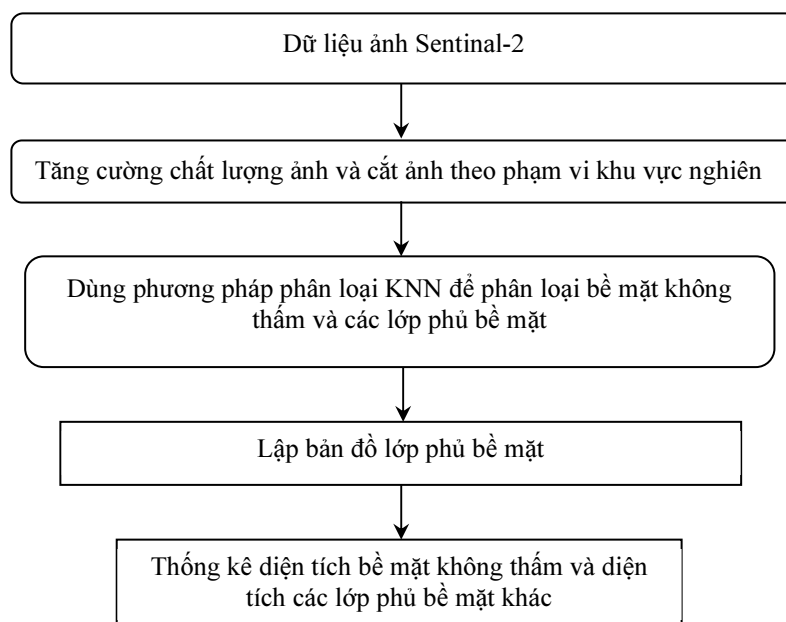 Dữ liệu ảnh Sentinal-2
Tăng cường chất lượng ảnh và cắt ảnh theo phạm vi khu vực nghiên
Dùng phương pháp phân loại KNN để phân loại bề mặt không
thấm và các lớp phủ bề mặt
Lập bản đồ lớp phủ bề mặt
Thống kê diện tích bề mặt không thấm và diện
tích các lớp phủ bề mặt khác